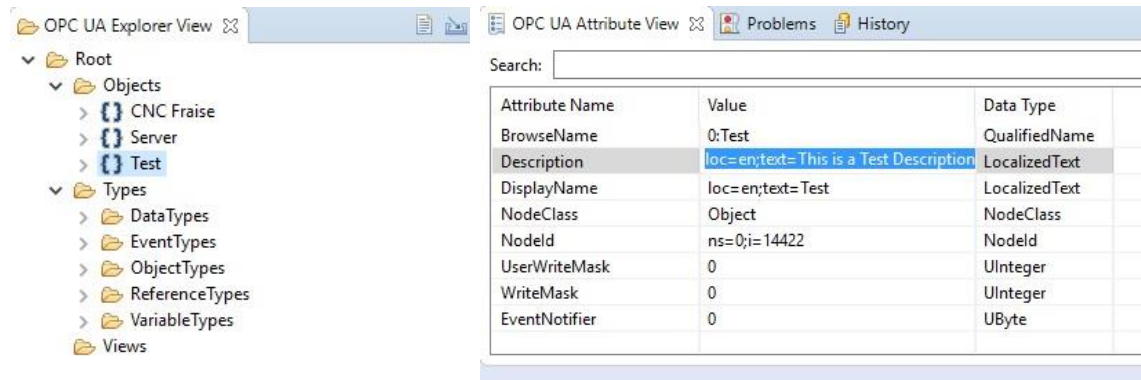 OPC UA Explorer View
Root
Objects
CNC Fraise
Server
Test
Types
DataTypes
EventTypes
ObjectTypes
ReferenceTypes
VariableTypes
Views
OPC UA Attribute View Problems History
Search:
Attribute Name Value Data Type
BrowseName 0:Test QualifiedName
Description loc=en;text=This is a Test Description LocalizedText
DisplayName loc=en;text=Test LocalizedText
NodeClass Object NodeClass
NodeId ns=0;i=14422 NodeId
UserWriteMask 0 UInteger
WriteMask 0 UInteger
EventNotifier 0 UByte